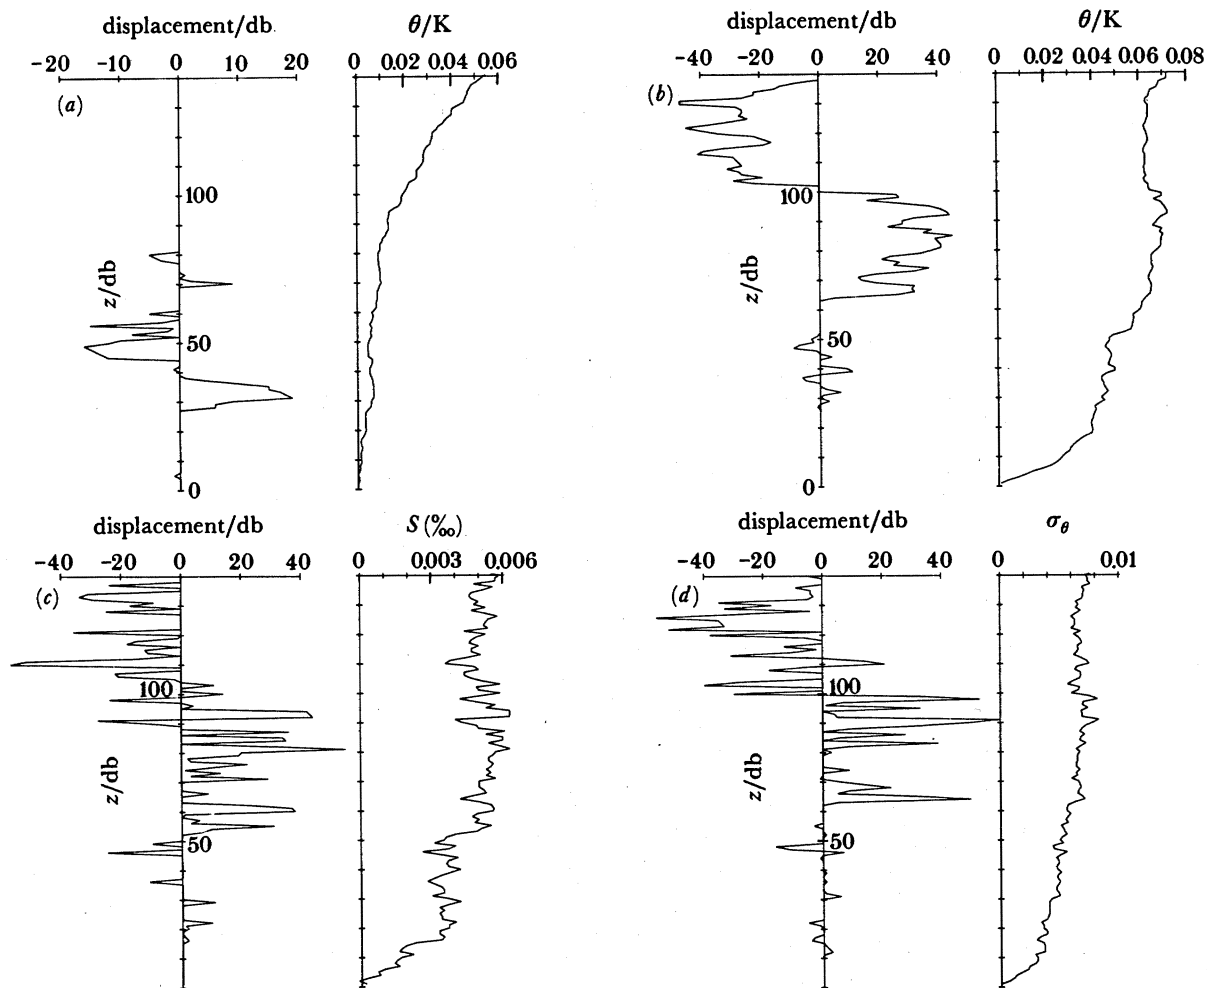 displacement/db θ/K
-20 -10 0 10 20 0 0.02 0.04 0.06
(a)
100
z/db
50
0
displacement/db θ/K
-40 -20 0 20 40 0 0.02 0.04 0.06 0.08
(b)
100
z/db
50
0
displacement/db S(‰)
-40 -20 0 20 40 0 0.003 0.006
(c)
100
z/db
50
displacement/db σθ
-40 -20 0 20 40 0 0.01
(d)
100
z/db
50